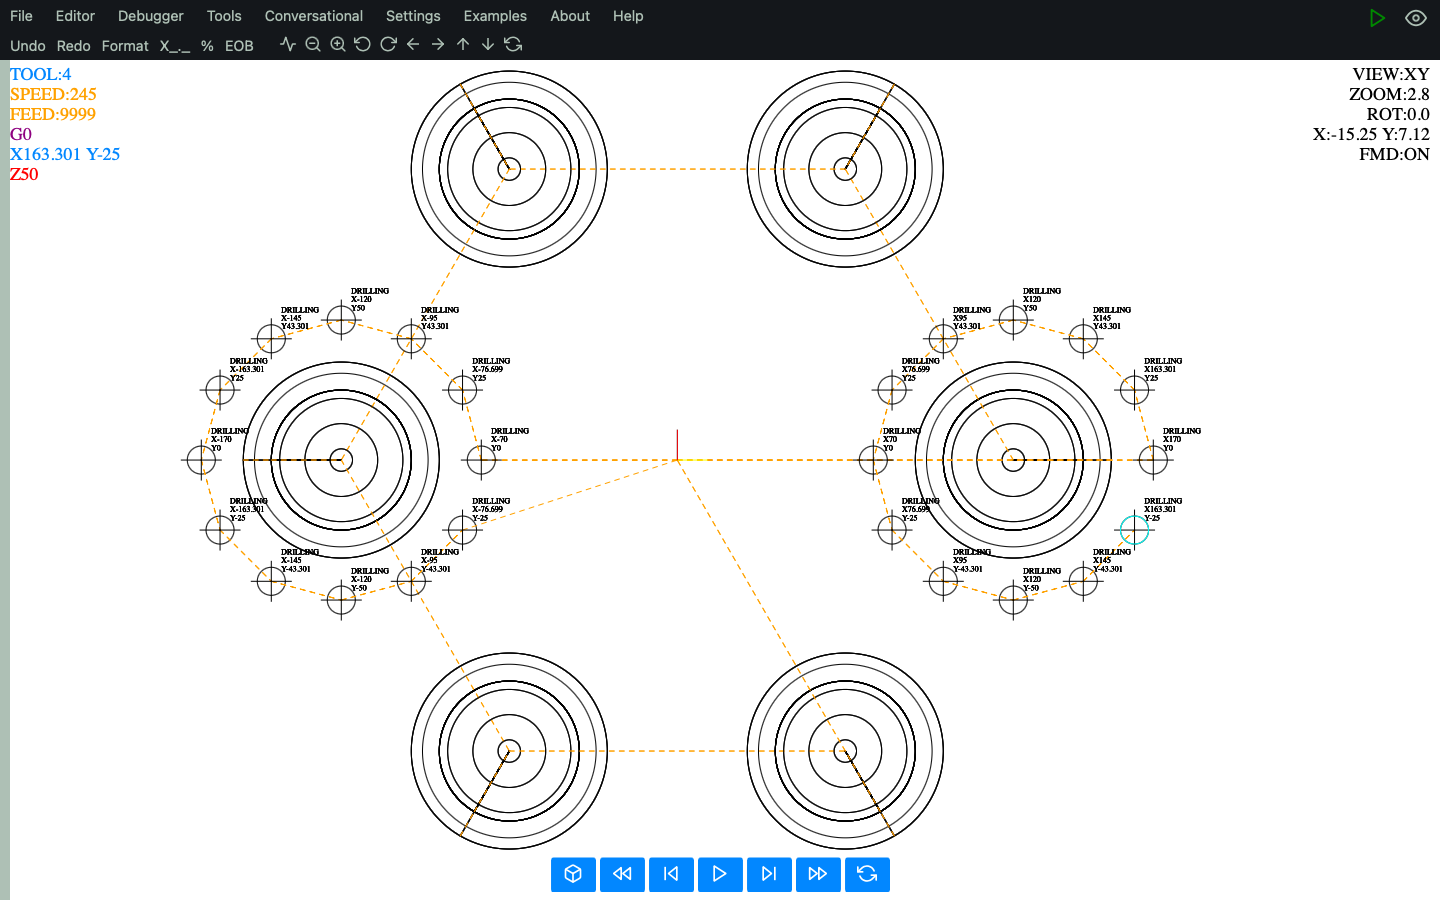 File Editor Debugger Tools Conversational Settings Examples About Help
Undo Redo Format X_._ % EOB
TOOL:4
SPEED:245
FEED:9999
G0
X163.301 Y-25
Z50
VIEW:XY
ZOOM:2.8
ROT:0.0
X:-15.25 Y:7.12
FMD:ON
DRILLING
X-120
Y50
DRILLING
X-145
Y43.301
DRILLING
X-95
Y43.301
DRILLING
X-163.301
Y25
DRILLING
X-76.699
Y25
DRILLING
X-170
Y0
DRILLING
X-70
Y0
DRILLING
X-163.301
Y-25
DRILLING
X-76.699
Y-25
DRILLING
X-145
Y-43.301
DRILLING
X-95
Y-43.301
DRILLING
X-120
Y-50
DRILLING
X120
Y50
DRILLING
X95
Y43.301
DRILLING
X145
Y43.301
DRILLING
X76.699
Y25
DRILLING
X163.301
Y25
DRILLING
X70
Y0
DRILLING
X170
Y0
DRILLING
X76.699
Y-25
DRILLING
X163.301
Y-25
DRILLING
X95
Y-43.301
DRILLING
X145
Y-43.301
DRILLING
X120
Y-50